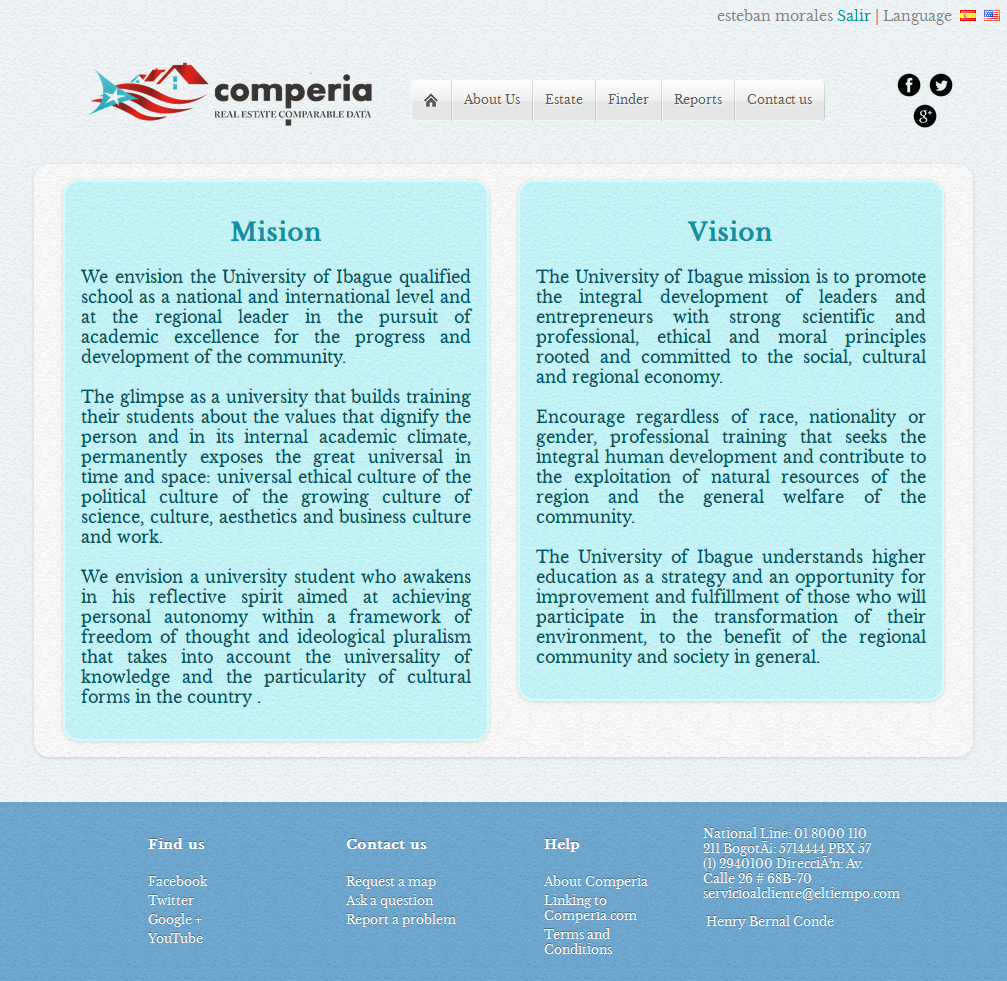 esteban morales Salir | Language
comperia
REAL ESTATE COMPARABLE DATA
About Us
Estate
Finder
Reports
Contact us
Mision
We envision the University of Ibague qualified
school as a national and international level and
at the regional leader in the pursuit of
academic excellence for the progress and
development of the community.
The glimpse as a university that builds training
their students about the values that dignify the
person and in its internal academic climate,
permanently exposes the great universal in
time and space: universal ethical culture of the
political culture of the growing culture of
science, culture, aesthetics and business culture
and work.
We envision a university student who awakens
in his reflective spirit aimed at achieving
personal autonomy within a framework of
freedom of thought and ideological pluralism
that takes into account the universality of
knowledge and the particularity of cultural
forms in the country .
Vision
The University of Ibague mission is to promote
the integral development of leaders and
entrepreneurs with strong scientific and
professional, ethical and moral principles
rooted and committed to the social, cultural
and regional economy.
Encourage regardless of race, nationality or
gender, professional training that seeks the
integral human development and contribute to
the exploitation of natural resources of the
region and the general welfare of the
community.
The University of Ibague understands higher
education as a strategy and an opportunity for
improvement and fulfillment of those who will
participate in the transformation of their
environment, to the benefit of the regional
community and society in general.
Find us
Facebook
Twitter
Google +
YouTube
Contact us
Request a map
Ask a question
Report a problem
Help
About Comperia
Linking to
Comperia.com
Terms and
Conditions
National Line: 01 8000 110
211 BogotÃ¡: 5714444 PBX 57
(1) 2940100 DirecciÃ³n: Av.
Calle 26 # 68B-70
servicioalcliente@eltiempo.com
Henry Bernal Conde